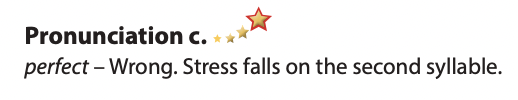 Pronunciation c.
perfect – Wrong. Stress falls on the second syllable.